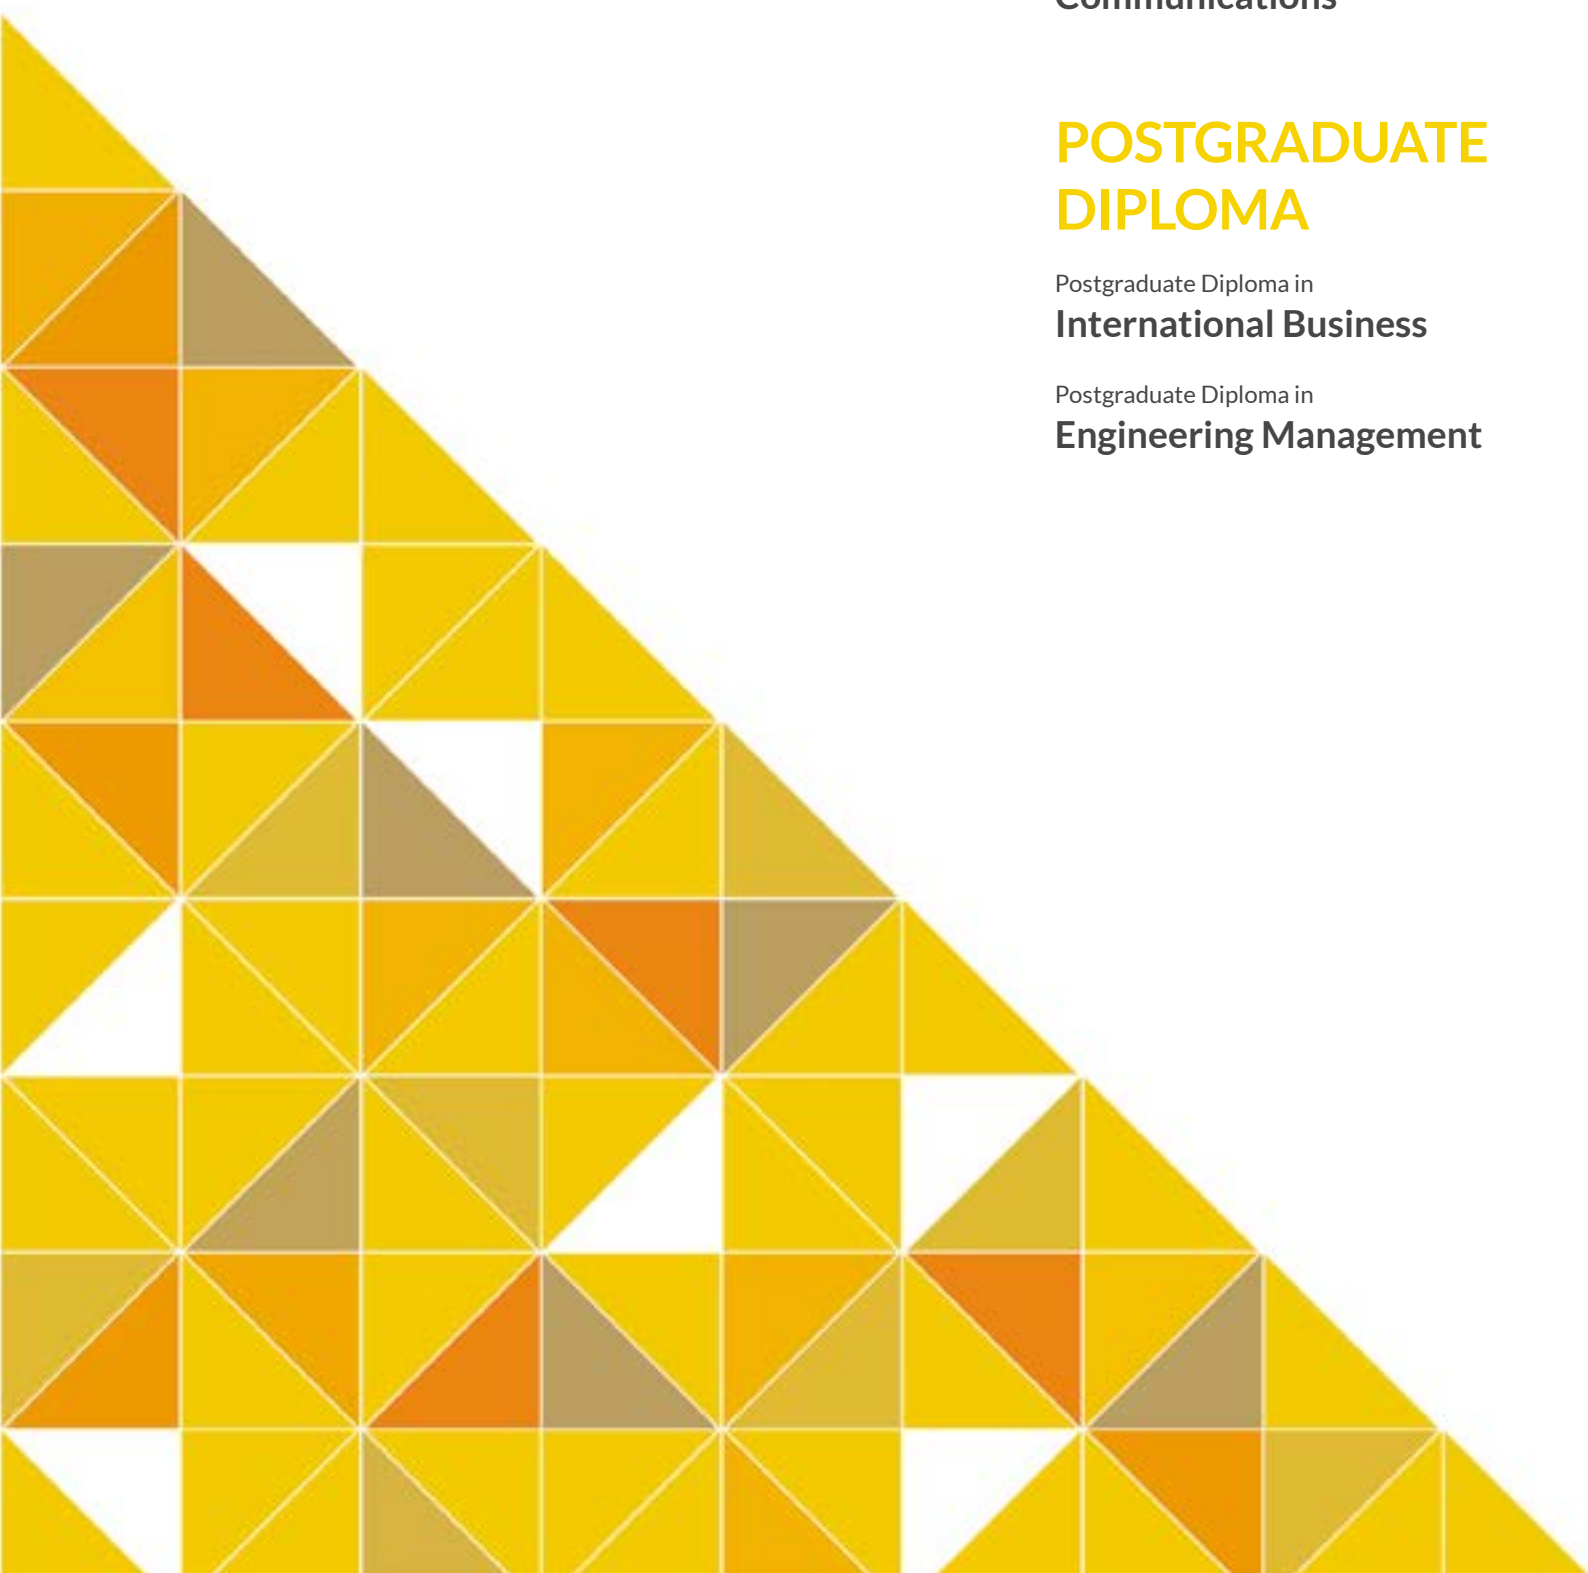 Communications
POSTGRADUATE
DIPLOMA
Postgraduate Diploma in
International Business
Postgraduate Diploma in
Engineering Management